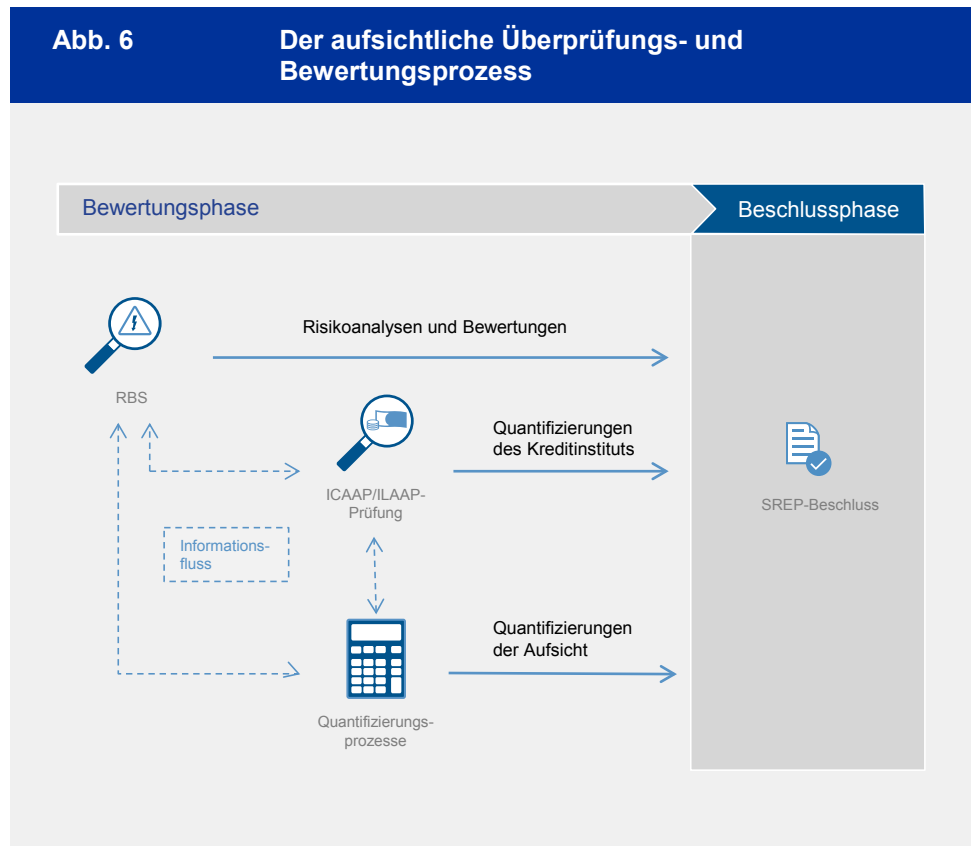 Abb. 6
Der aufsichtliche Überprüfungs- und
Bewertungsprozess
Bewertungsphase
Beschlussphase
Risikoanalysen und Bewertungen
RBS
Quantifizierungen
des Kreditinstituts
ICAAP/ILAAP-
Prüfung
SREP-Beschluss
Informations-
fluss
Quantifizierungen
der Aufsicht
Quantifizierungs-
prozesse